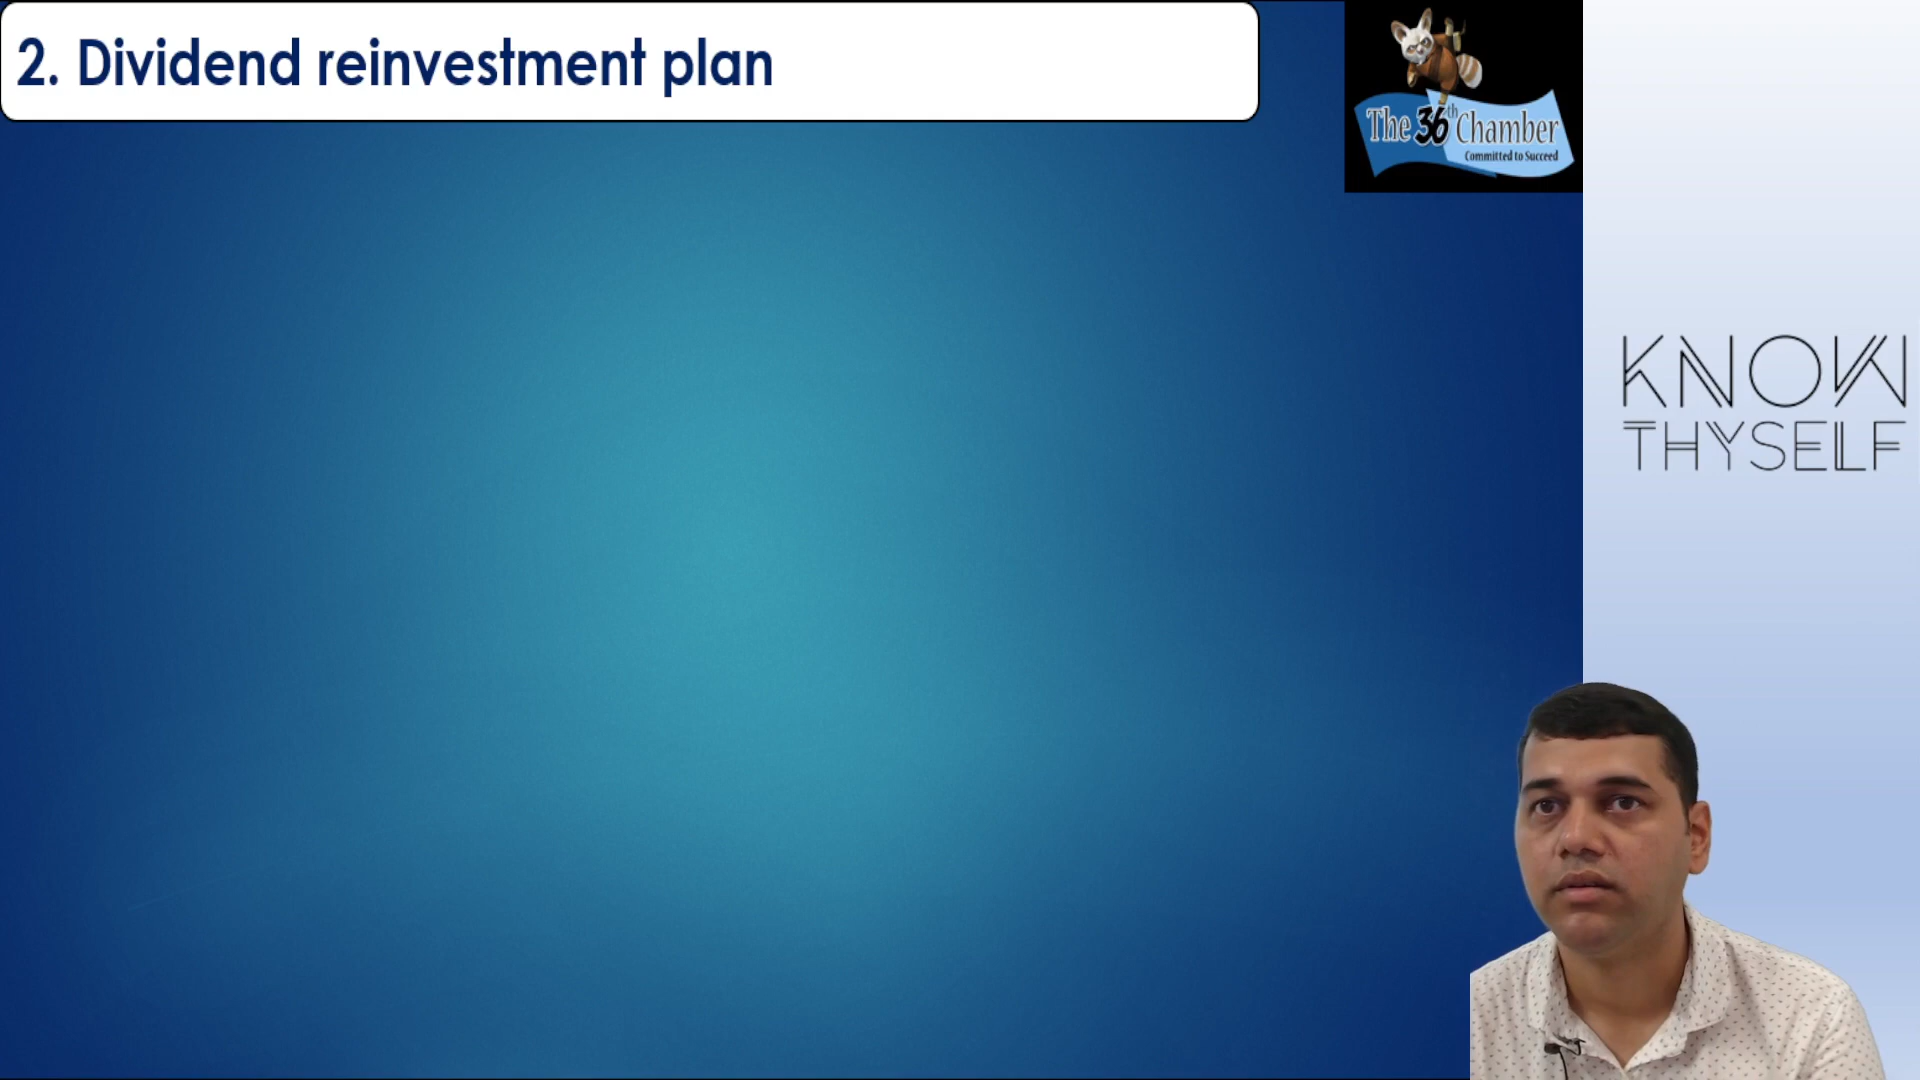 2. Dividend reinvestment plan
The 36th Chamber
Committed to Succeed
KNOW
THYSELF